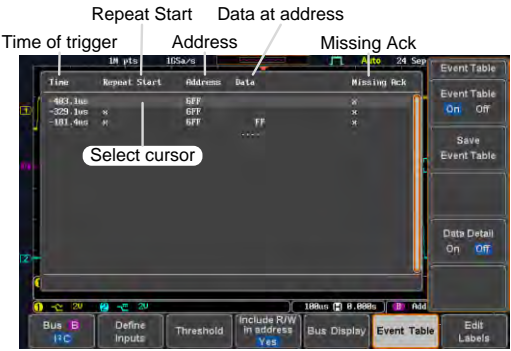 Repeat Start Data at address
Time of trigger Address Missing Ack
1M pts 1GSa/s Auto 24 Sep
Time Repeat Start Address Data Missing Ack
-403.1us 6FF x
-329.1us x 6FF x
-181.4us x 6FF FF x
----
Select cursor
Event Table
Event Table
On Off
Save
Event Table
Data Detail
On Off
1 2V 2 2V 100us H 0.000s B Add
Bus B
I²C
Define
Inputs
Threshold
Include R/W
in address
Yes
Bus Display
Event Table
Edit
Labels